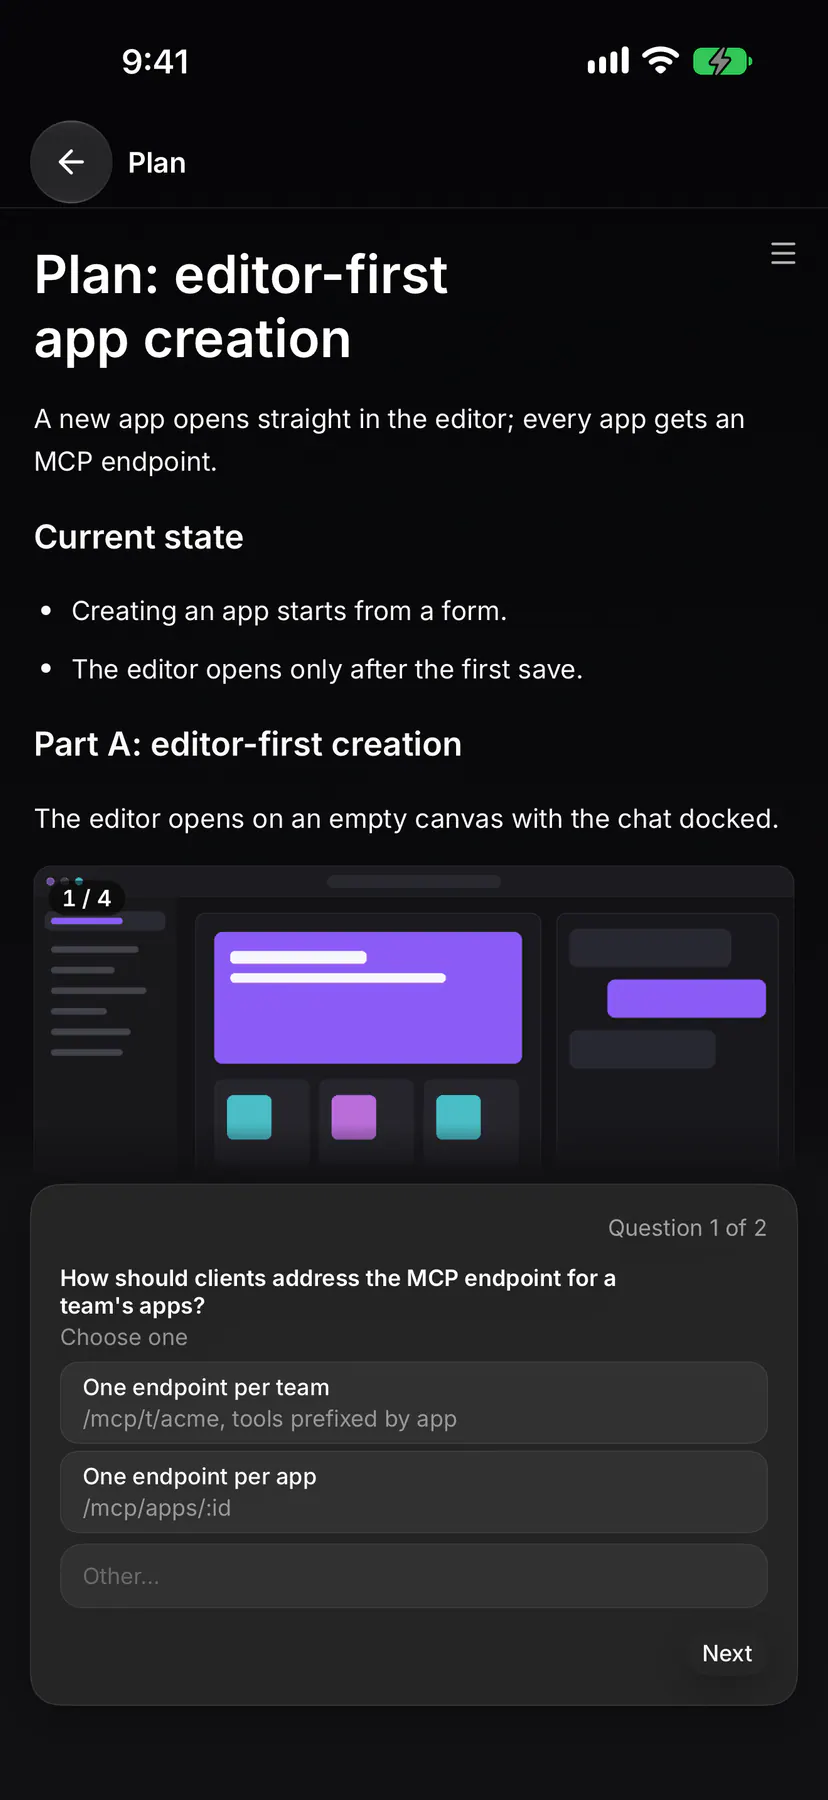 9:41
Plan
Plan: editor-first
app creation
A new app opens straight in the editor; every app gets an
MCP endpoint.
Current state
• Creating an app starts from a form.
• The editor opens only after the first save.
Part A: editor-first creation
The editor opens on an empty canvas with the chat docked.
1 / 4
Question 1 of 2
How should clients address the MCP endpoint for a
team's apps?
Choose one
One endpoint per team
/mcp/t/acme, tools prefixed by app
One endpoint per app
/mcp/apps/:id
Other...
Next